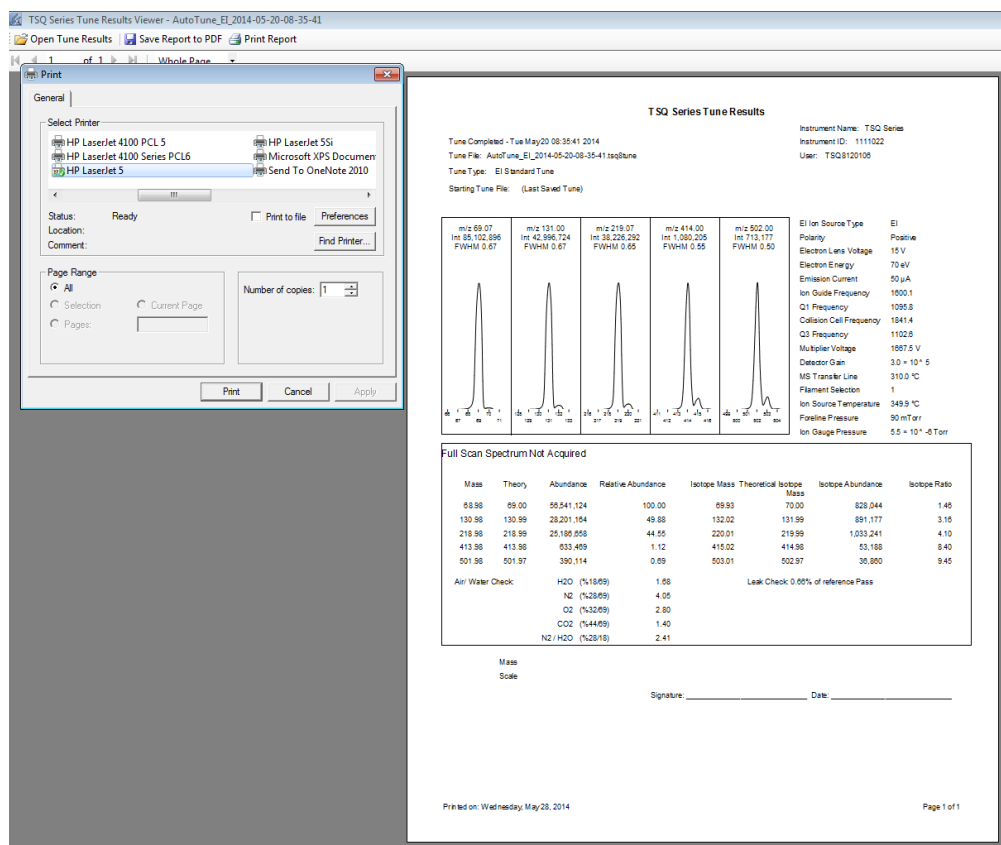 TSQ Series Tune Results Viewer - AutoTune_EI_2014-05-20-08-35-41
Open Tune Results Save Report to PDF Print Report
1 of 1 Whole Page
Print
General
Select Printer
HP LaserJet 4100 PCL 5 HP LaserJet 5Si
HP LaserJet 4100 Series PCL6 Microsoft XPS Documen
HP LaserJet 5 Send To OneNote 2010
Status: Ready Print to file Preferences
Location:
Comment: Find Printer...
Page Range
All
Selection Current Page
Pages:
Number of copies: 1
Print Cancel Apply
TSQ Series Tune Results
Instrument Name: TSQ Series
Tune Completed - Tue May20 08:35:41 2014 Instrument ID: 1111022
Tune File: AutoTune_EI_2014-05-20-08-35-41.tsq8tune User: TSQ8120106
Tune Type: EI Standard Tune
Starting Tune File: (Last Saved Tune)
m/z 69.07 m/z 131.00 m/z 219.07 m/z 414.00 m/z 502.00
Int 85,102,896 Int 42,996,724 Int 38,226,292 Int 1,080,205 Int 713,177
FWHM 0.67 FWHM 0.67 FWHM 0.65 FWHM 0.55 FWHM 0.50
EI Ion Source Type EI
Polarity Positive
Electron Lens Voltage 15 V
Electron Energy 70 eV
Emission Current 50 µA
Ion Guide Frequency 1600.1
Q1 Frequency 1095.8
Collision Cell Frequency 1841.4
Q3 Frequency 1102.6
Multiplier Voltage 1667.5 V
Detector Gain 3.0 × 10^ 5
MS Transfer Line 310.0 °C
Filament Selection 1
Ion Source Temperature 349.9 °C
Foreline Pressure 90 mTorr
Ion Gauge Pressure 5.5 × 10^ -6 Torr
Full Scan Spectrum Not Acquired
Mass Theory Abundance Relative Abundance Isotope Mass Theoretical Isotope Mass Isotope Abundance Isotope Ratio
68.98 69.00 56,541,124 100.00 69.93 70.00 828,044 1.46
130.98 130.99 28,201,164 49.88 132.02 131.99 891,177 3.16
218.98 218.99 25,186,658 44.55 220.01 219.99 1,033,241 4.10
413.98 413.98 633,469 1.12 415.02 414.98 53,188 8.40
501.98 501.97 390,114 0.69 503.01 502.97 36,860 9.45
Air/ Water Check: H2O (%18/69) 1.68 Leak Check: 0.66% of reference Pass
N2 (%28/69) 4.05
O2 (%32/69) 2.80
CO2 (%44/69) 1.40
N2 / H2O (%28/18) 2.41
Mass
Scale
Signature: Date:
Printed on: Wednesday, May 28, 2014 Page 1 of 1